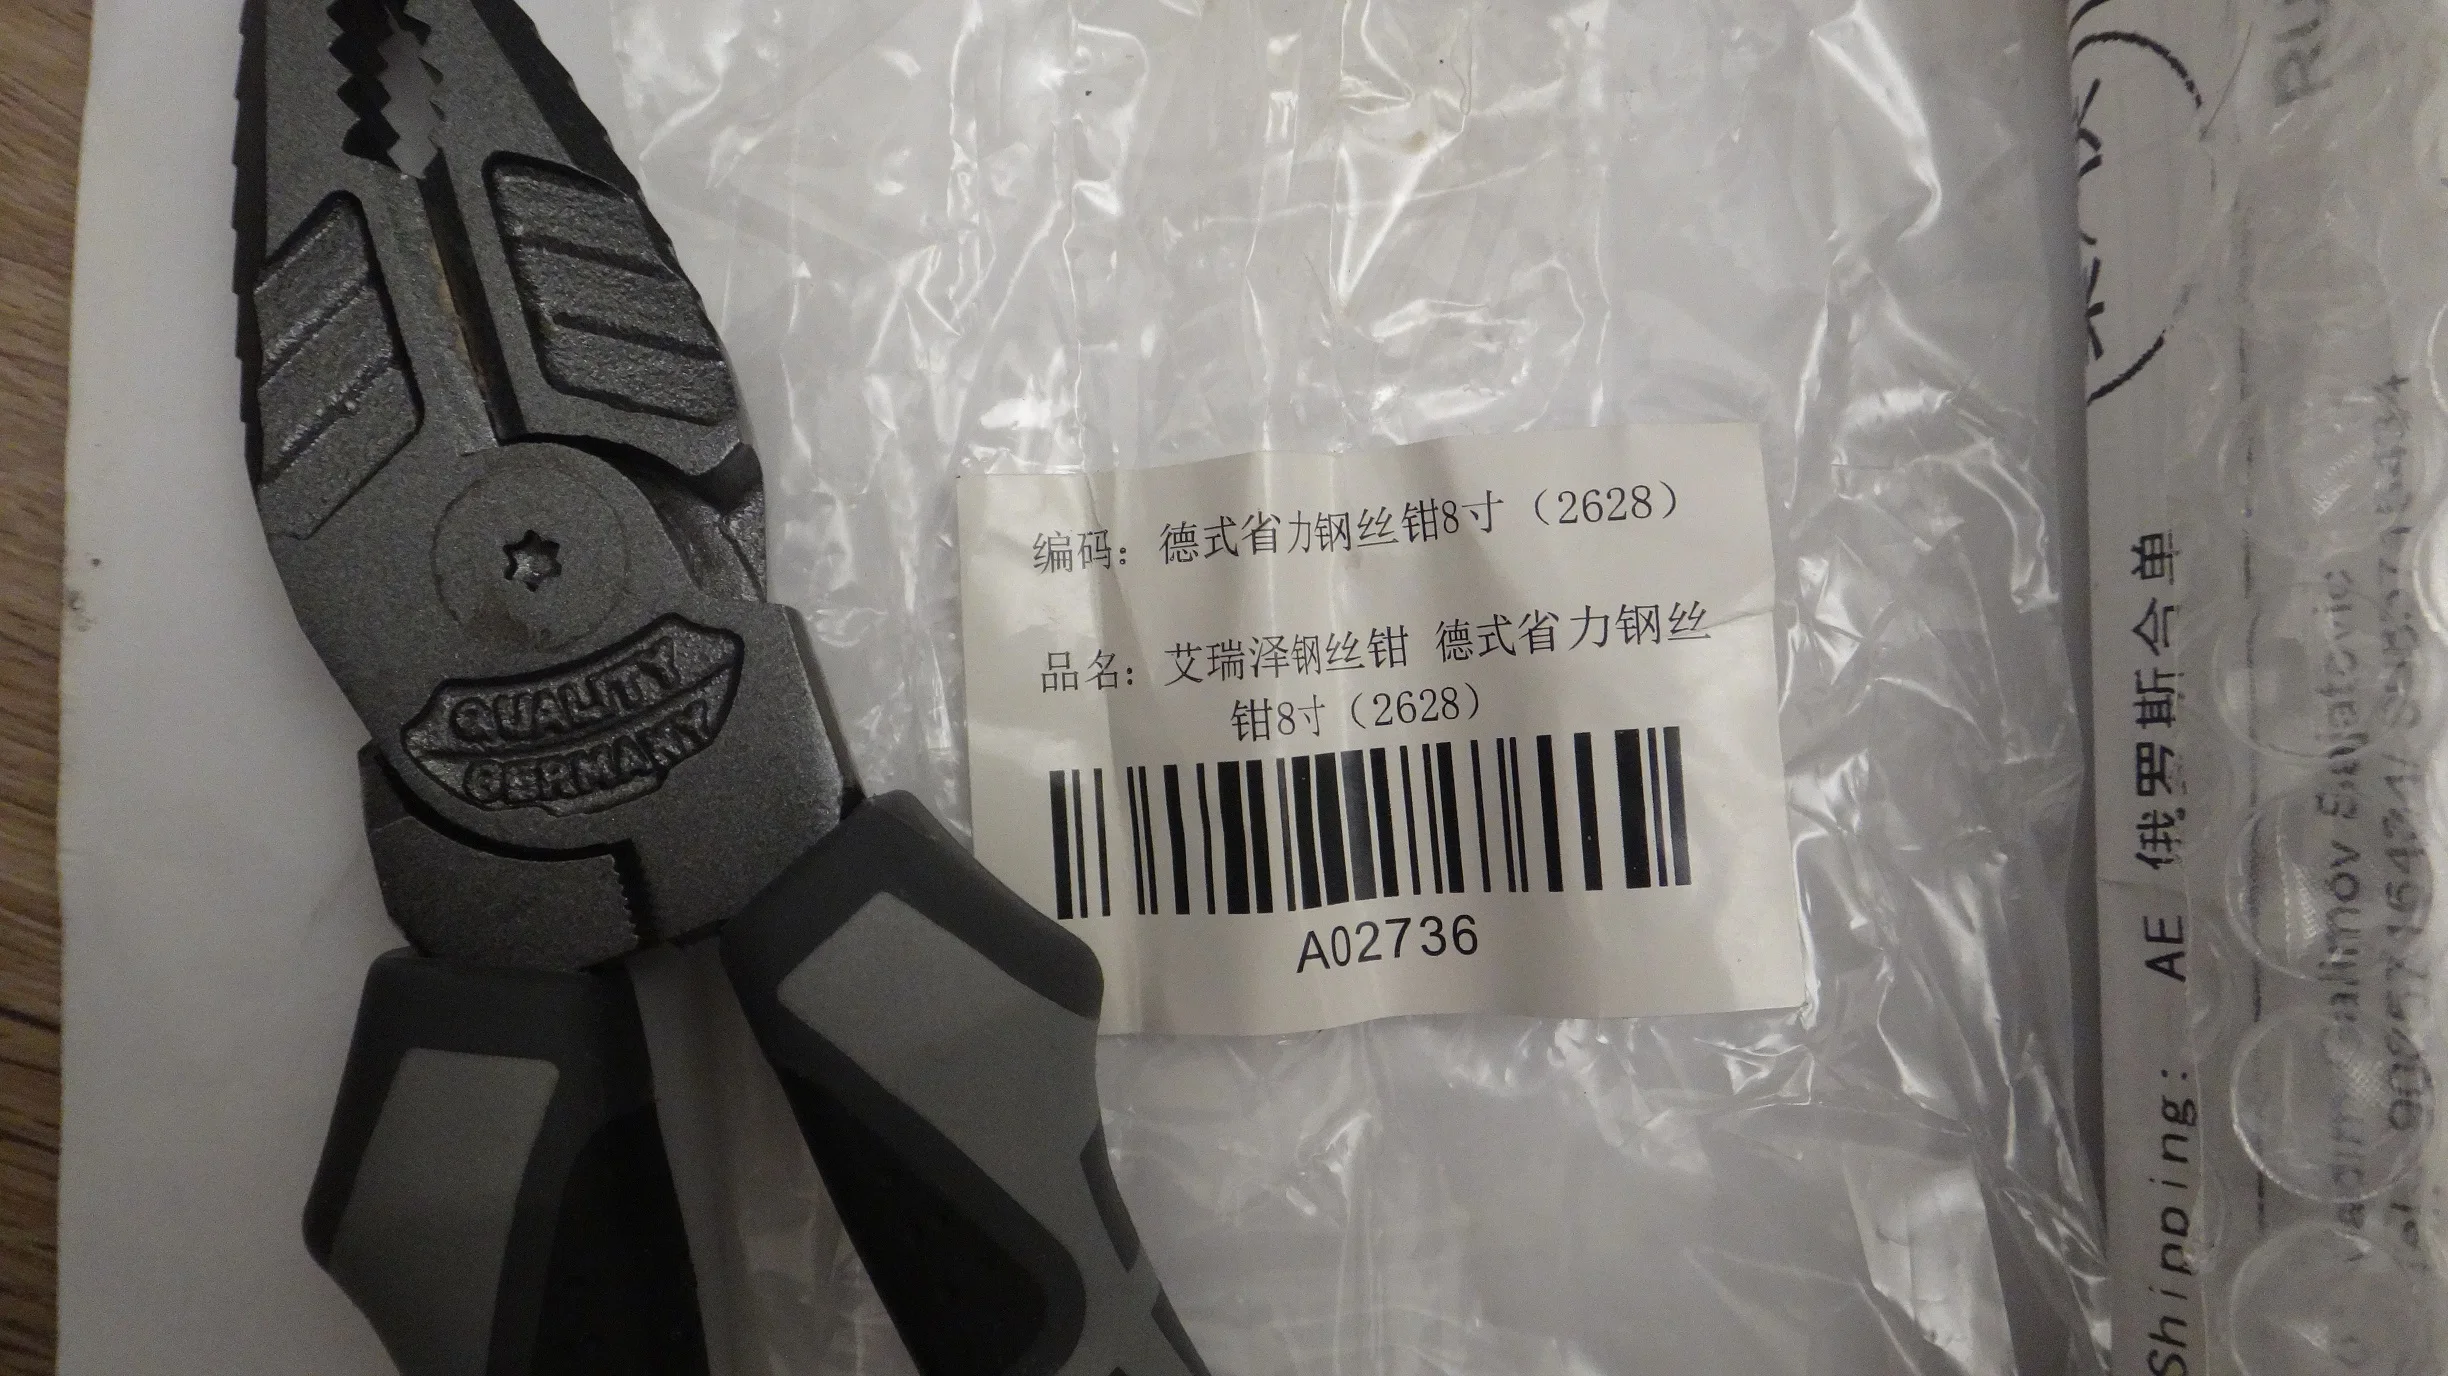 QUALITY
GERMANY
编码：德式省力钢丝钳8寸（2628）
品名：艾瑞泽钢丝钳 德式省力钢丝
钳8寸（2628）
A02736
Shipping: AE 俄罗斯合单